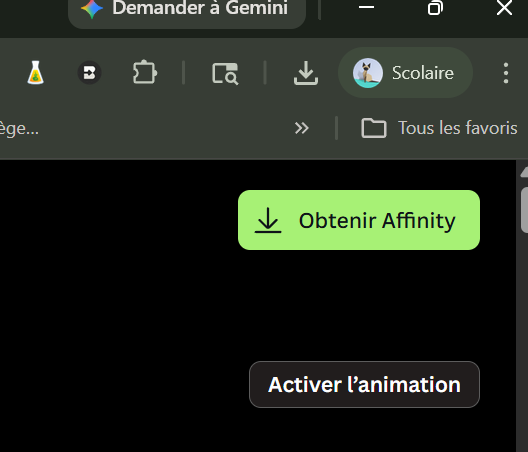 Demander à Gemini
Scolaire
ège...
Tous les favoris
Obtenir Affinity
Activer l’animation